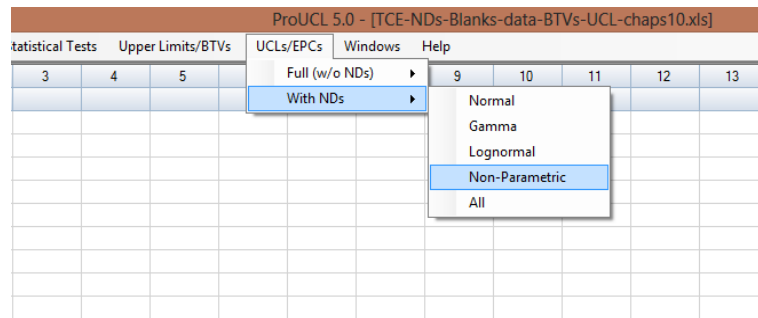 ProUCL 5.0 - [TCE-NDs-Blanks-data-BTVs-UCL-chaps10.xls]
Statistical Tests Upper Limits/BTVs UCLs/EPCs Windows Help
3 4 5 Full (w/o NDs) 9 10 11 12 13
With NDs Normal
Gamma
Lognormal
Non-Parametric
All